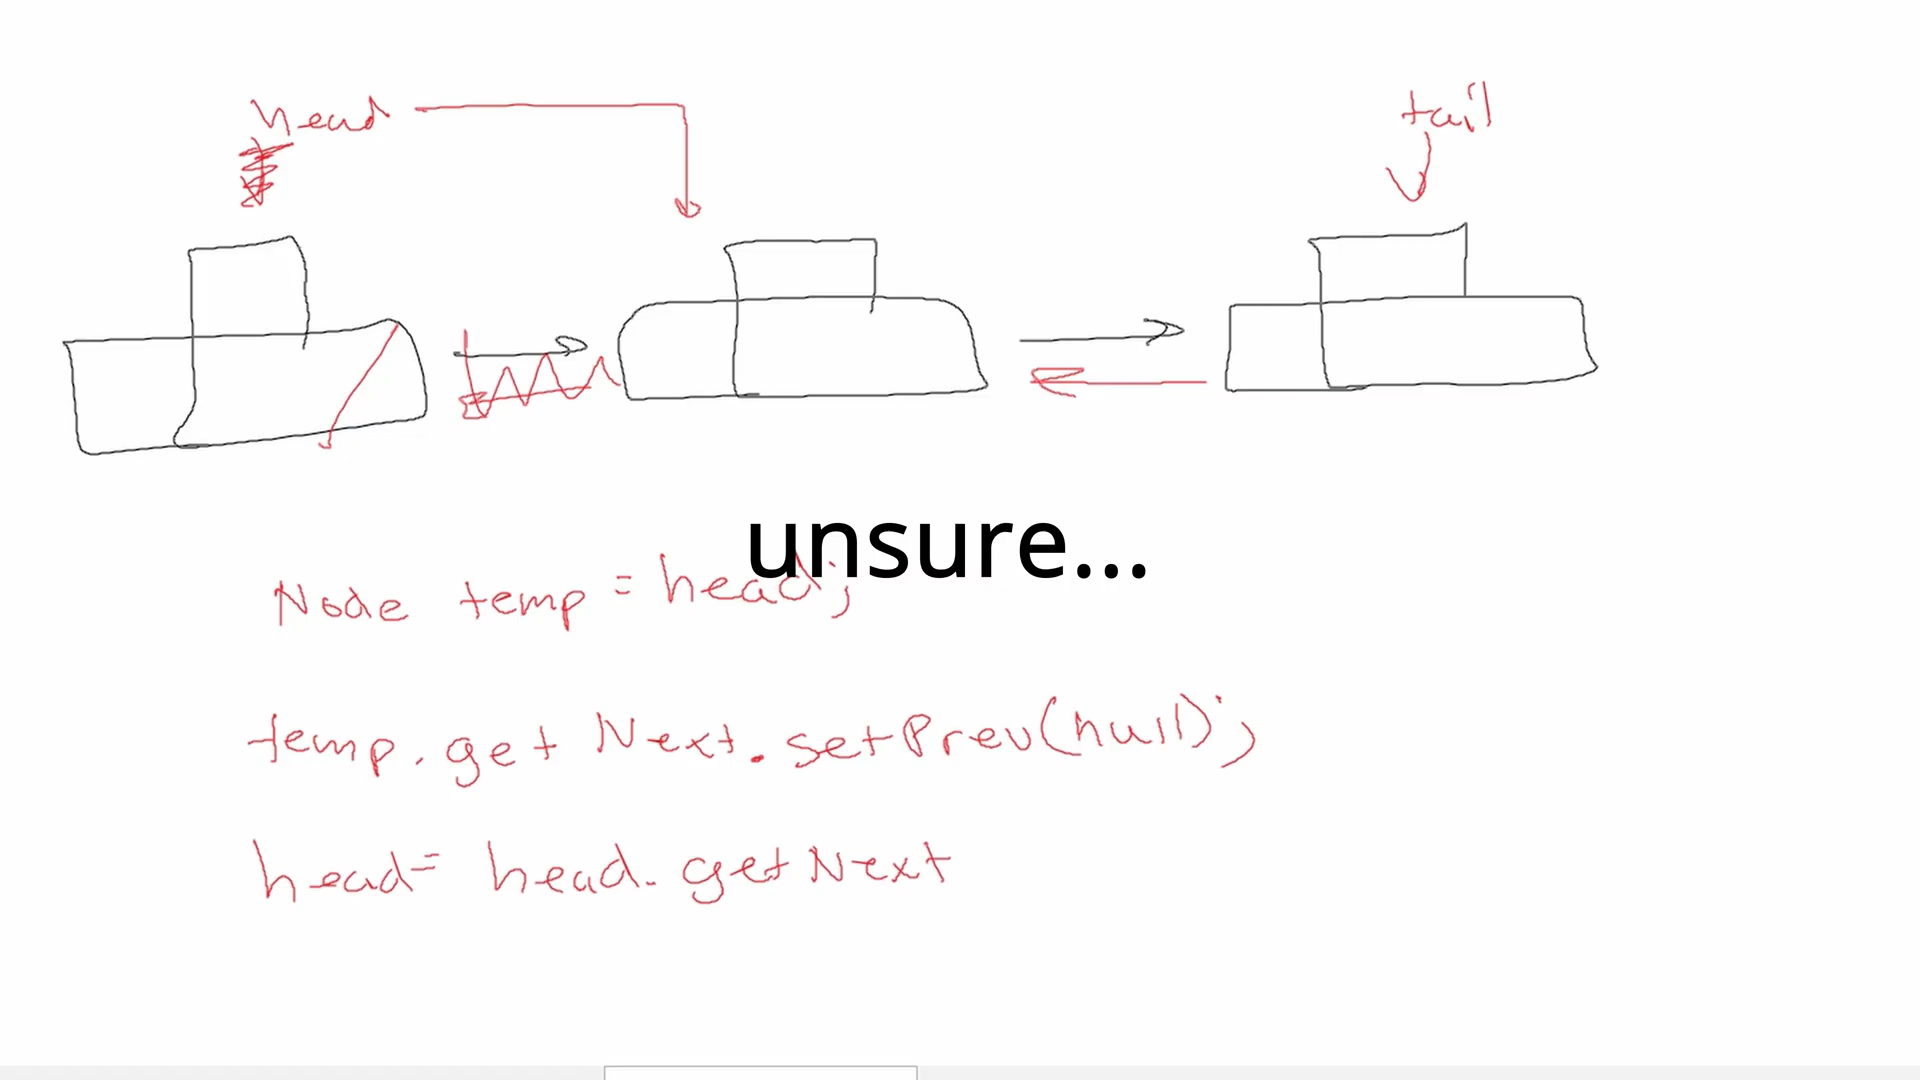 head
tail
unsure...
Node temp = head;
temp.getNext.setPrev(null);
head= head.getNext